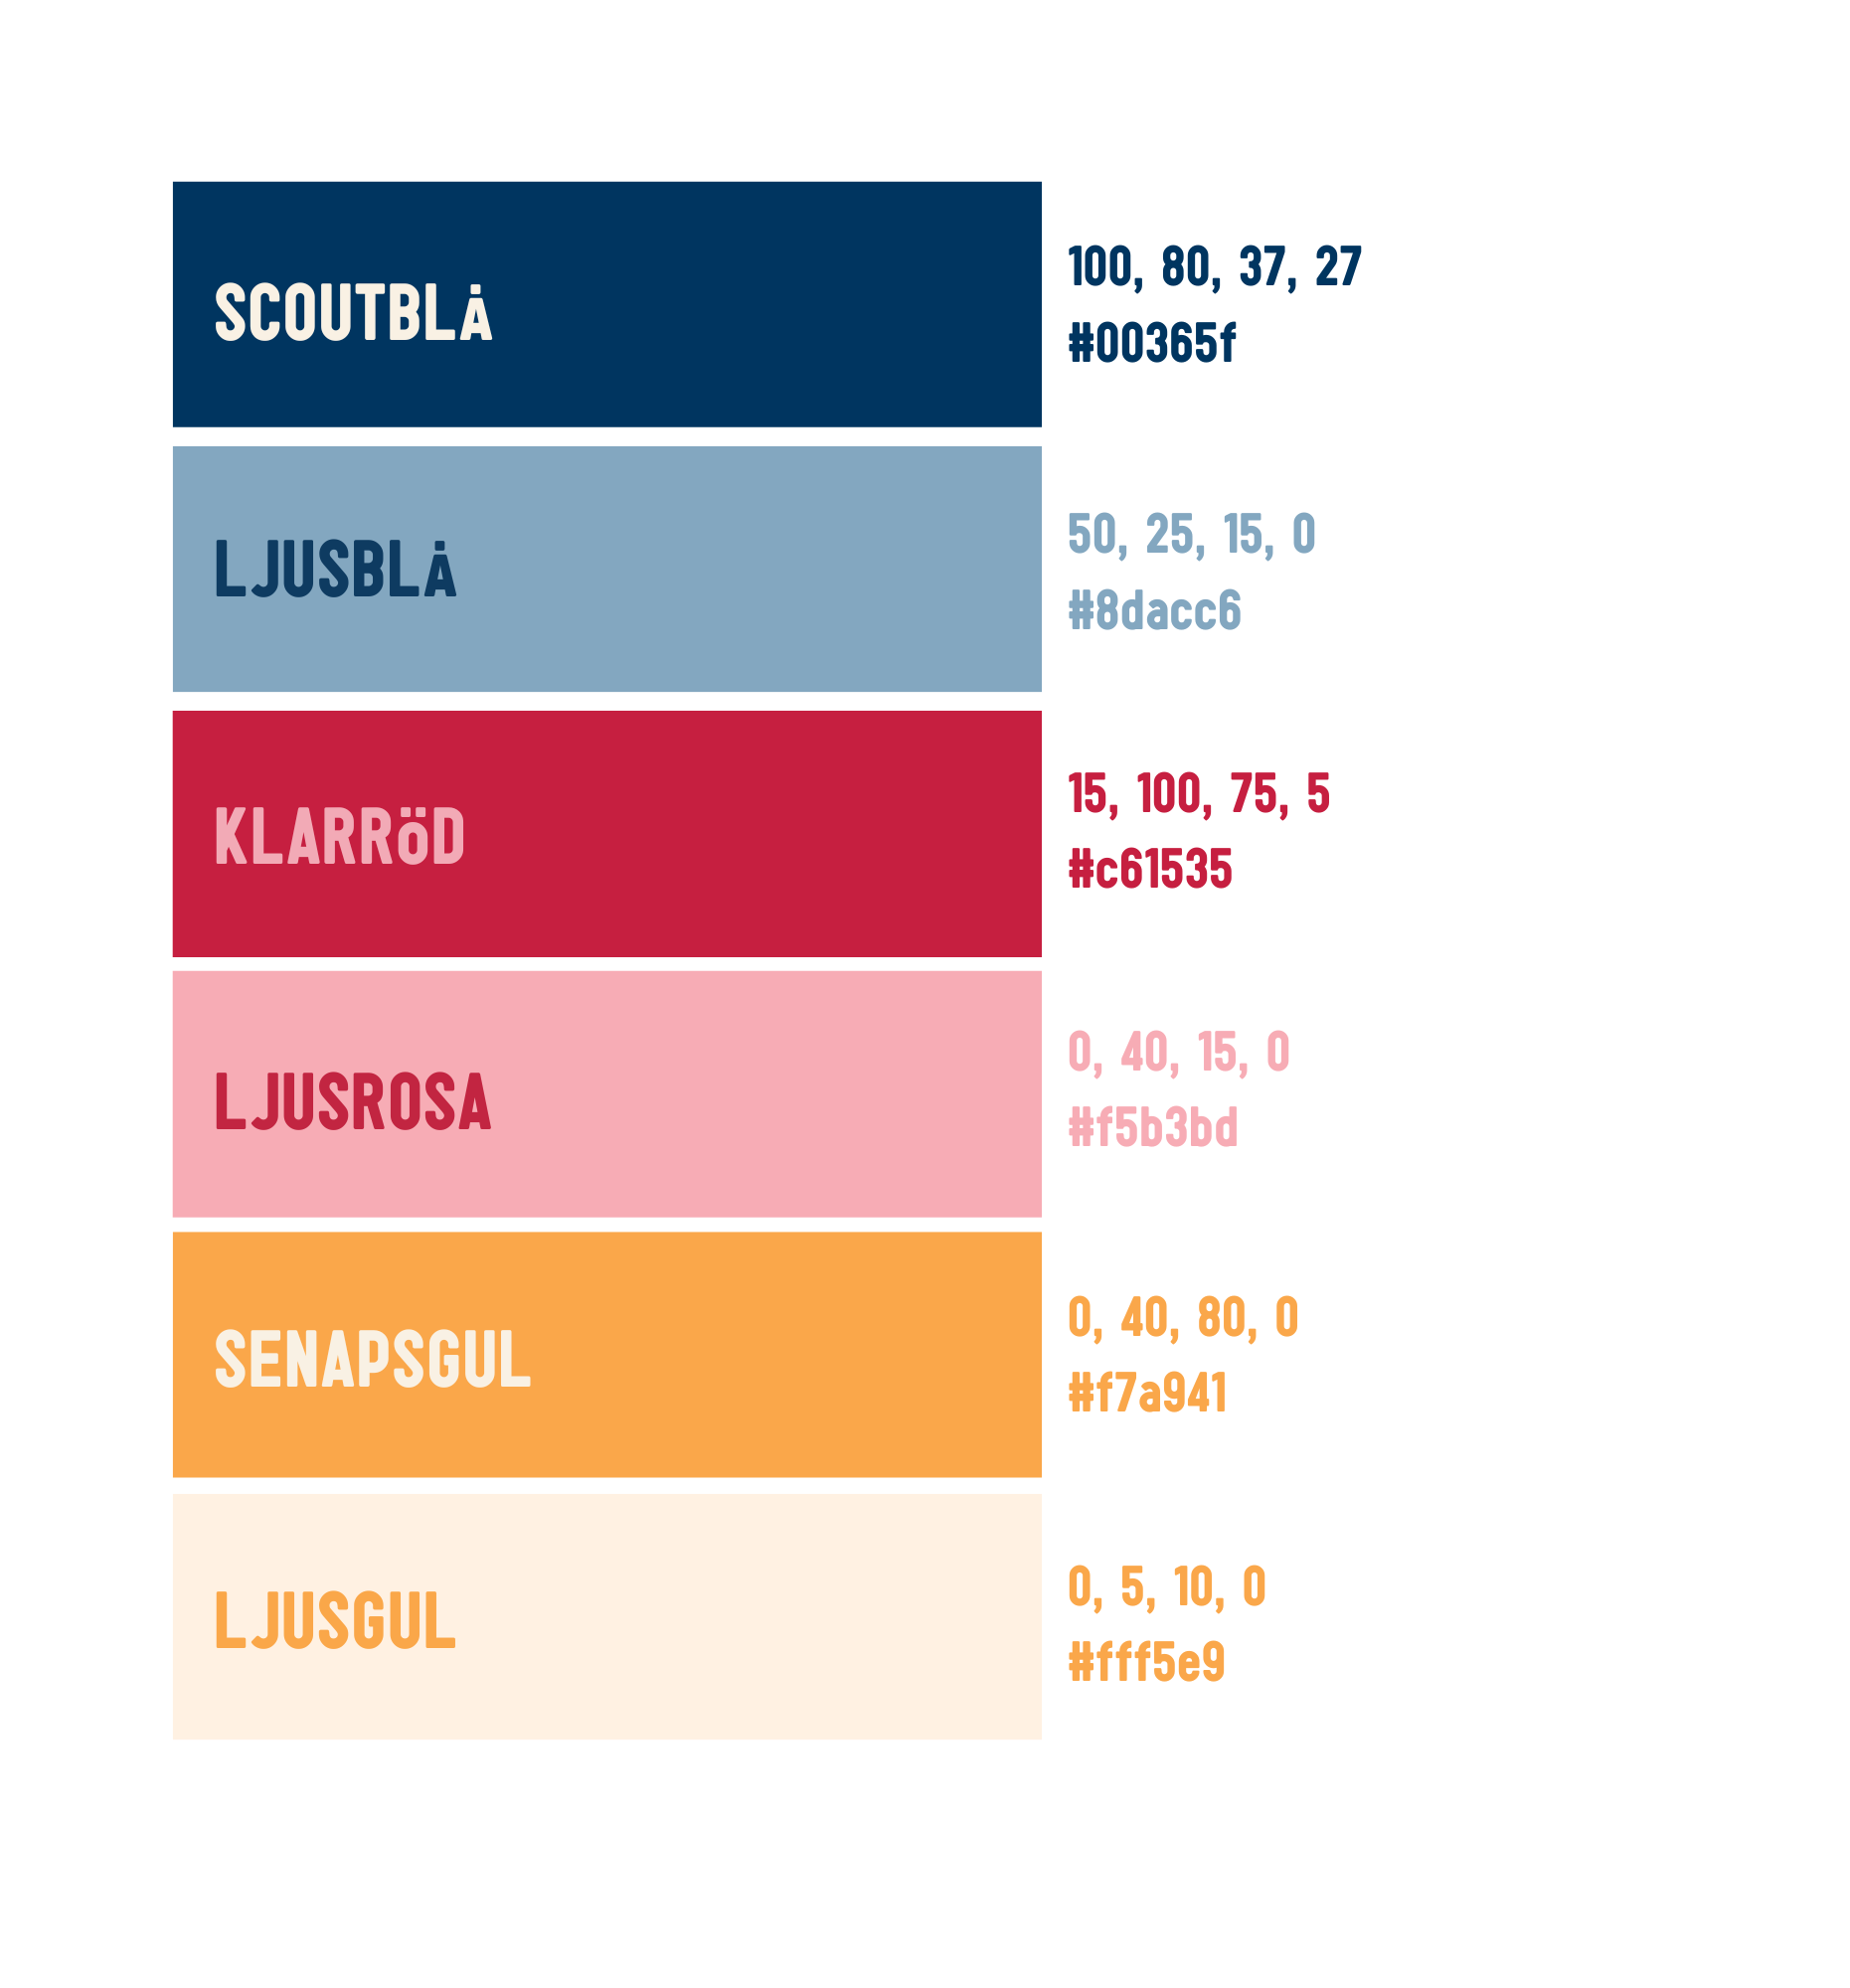 SCOUTBLÅ
100, 80, 37, 27
#00365f
LJUSBLÅ
50, 25, 15, 0
#8dacc6
KLARRÖD
15, 100, 75, 5
#c61535
LJUSROSA
0, 40, 15, 0
#f5b3bd
SENAPSGUL
0, 40, 80, 0
#f7a941
LJUSGUL
0, 5, 10, 0
#fff5e9